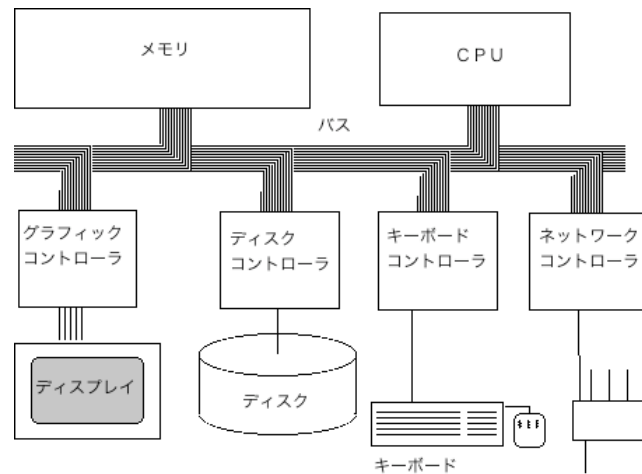 メモリ
ＣＰＵ
バス
グラフィック
コントローラ
ディスク
コントローラ
キーボード
コントローラ
ネットワーク
コントローラ
ディスプレイ
ディスク
キーボード